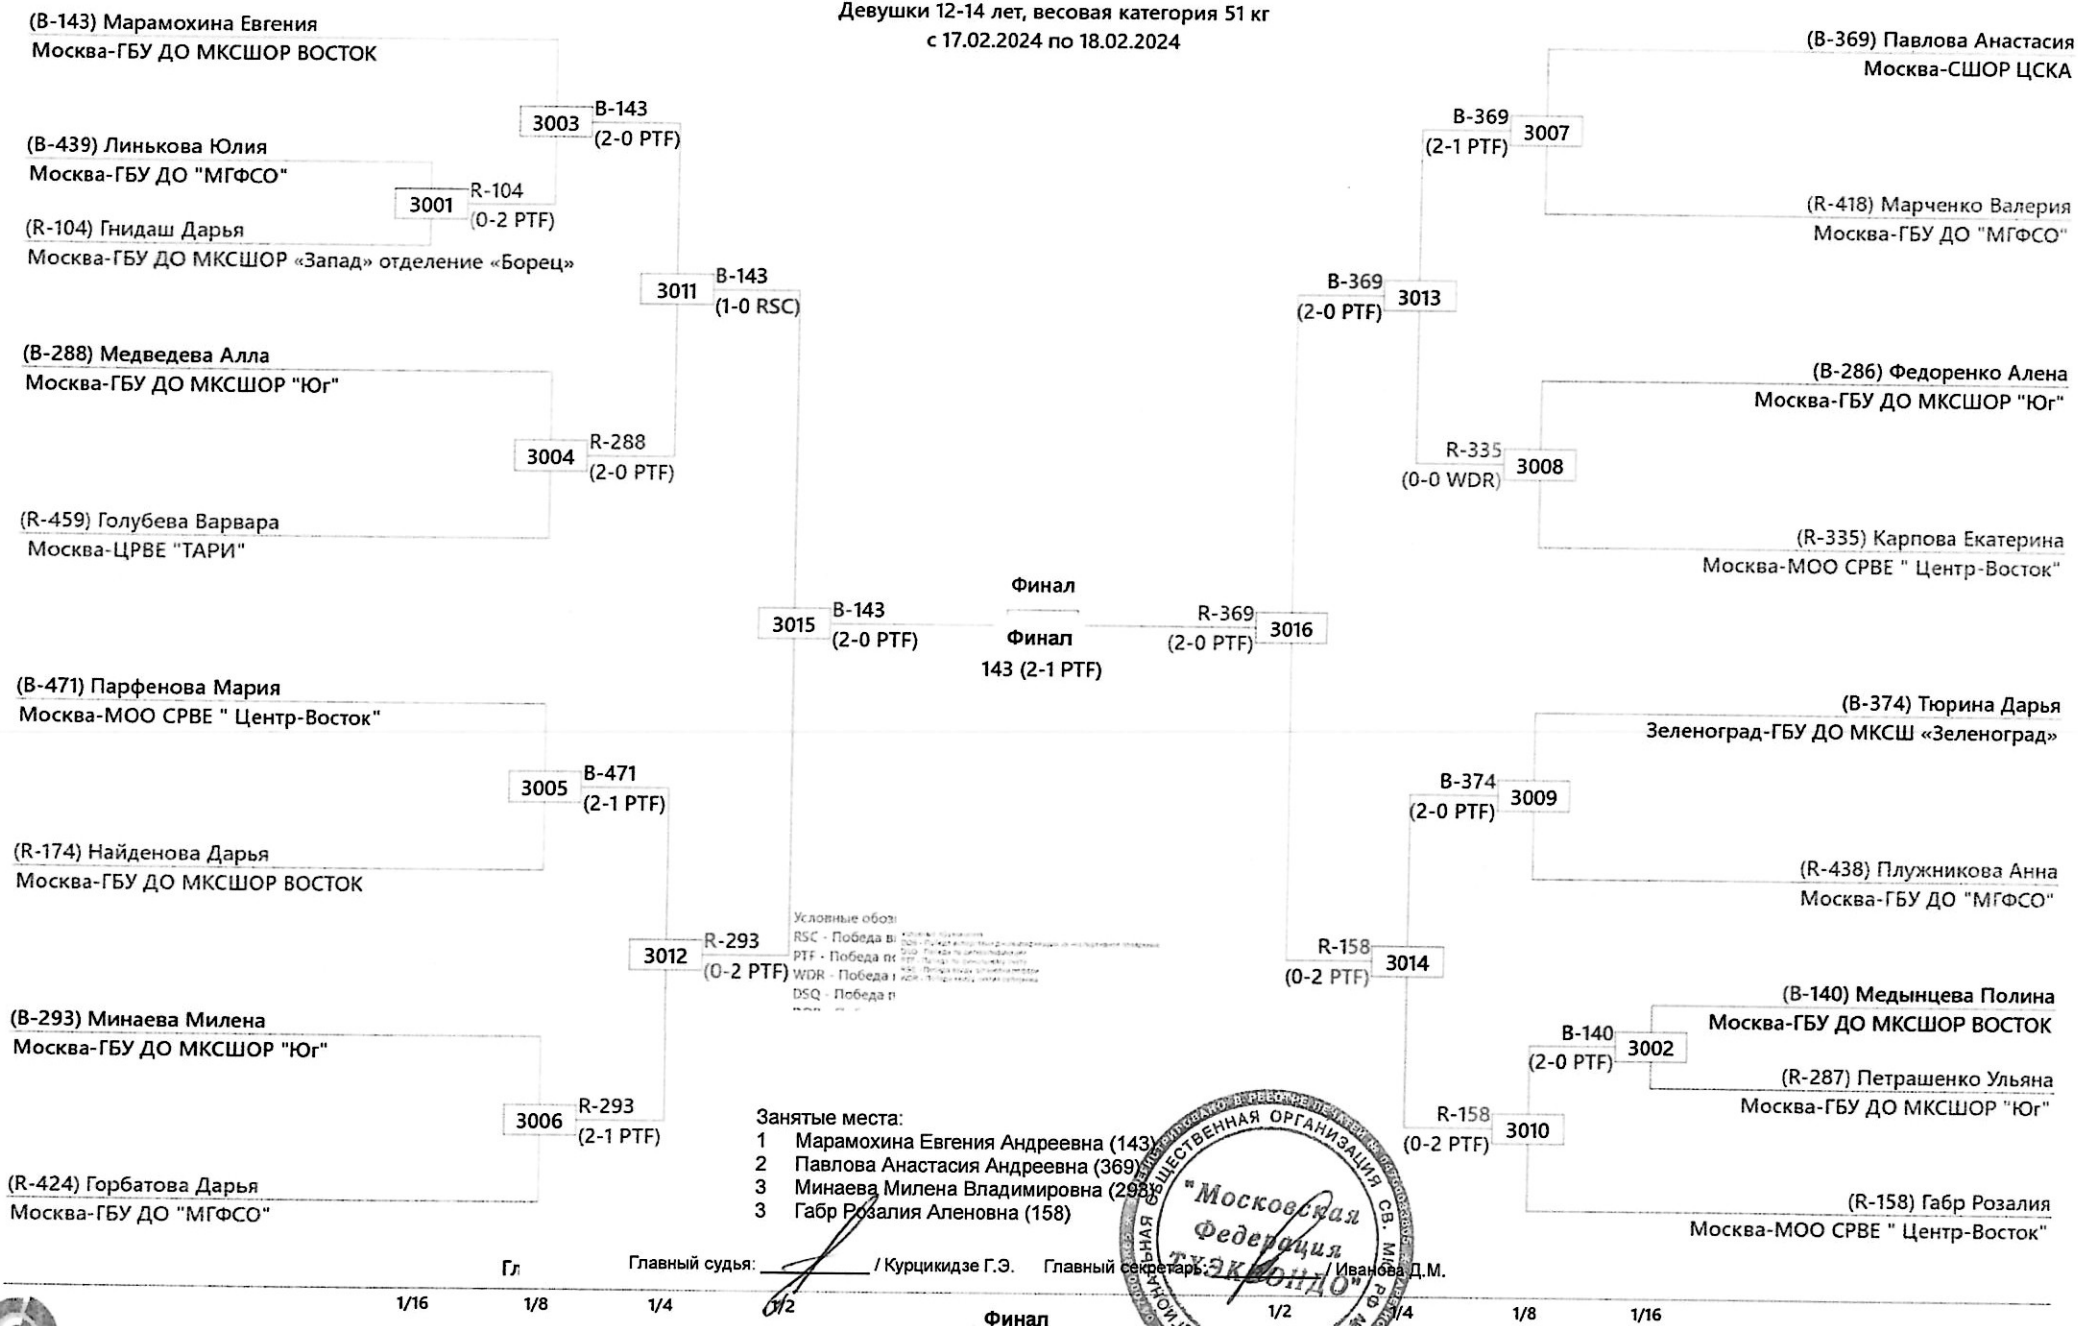 Девушки 12-14 лет, весовая категория 51 кг
с 17.02.2024 по 18.02.2024
(B-143) Марамохина Евгения
Москва-ГБУ ДО МКСШОР ВОСТОК
3003
B-143
(2-0 PTF)
(B-439) Линькова Юлия
Москва-ГБУ ДО "МГФСО"
3001
R-104
(0-2 PTF)
(R-104) Гнидаш Дарья
Москва-ГБУ ДО МКСШОР «Запад» отделение «Борец»
3011
B-143
(1-0 RSC)
(B-288) Медведева Алла
Москва-ГБУ ДО МКСШОР "Юг"
3004
R-288
(2-0 PTF)
(R-459) Голубева Варвара
Москва-ЦРВЕ "ТАРИ"
3015
B-143
(2-0 PTF)
(B-471) Парфенова Мария
Москва-МОО СРВЕ " Центр-Восток"
3005
B-471
(2-1 PTF)
(R-174) Найденова Дарья
Москва-ГБУ ДО МКСШОР ВОСТОК
3012
R-293
(0-2 PTF)
(B-293) Минаева Милена
Москва-ГБУ ДО МКСШОР "Юг"
3006
R-293
(2-1 PTF)
(R-424) Горбатова Дарья
Москва-ГБУ ДО "МГФСО"
Финал
Финал
143 (2-1 PTF)
(B-369) Павлова Анастасия
Москва-СШОР ЦСКА
B-369
(2-1 PTF)
3007
(R-418) Марченко Валерия
Москва-ГБУ ДО "МГФСО"
B-369
(2-0 PTF)
3013
(B-286) Федоренко Алена
Москва-ГБУ ДО МКСШОР "Юг"
R-335
(0-0 WDR)
3008
(R-335) Карпова Екатерина
Москва-МОО СРВЕ " Центр-Восток"
R-369
(2-0 PTF)
3016
(B-374) Тюрина Дарья
Зеленоград-ГБУ ДО МКСШ «Зеленоград»
B-374
(2-0 PTF)
3009
(R-438) Плужникова Анна
Москва-ГБУ ДО "МГФСО"
R-158
(0-2 PTF)
3014
(B-140) Медынцева Полина
Москва-ГБУ ДО МКСШОР ВОСТОК
B-140
(2-0 PTF)
3002
(R-287) Петрашенко Ульяна
Москва-ГБУ ДО МКСШОР "Юг"
R-158
(0-2 PTF)
3010
(R-158) Габр Розалия
Москва-МОО СРВЕ " Центр-Восток"
Условные обоз
RSC - Победа в
PTF - Победа по
WDR - Победа
DSQ - Победа п
Занятые места:
1 Марамохина Евгения Андреевна (143)
2 Павлова Анастасия Андреевна (369)
3 Минаева Милена Владимировна (293)
3 Габр Розалия Аленовна (158)
ОБЩЕСТВЕННАЯ ОРГАНИЗАЦИЯ
"Московская
Федерация
ТХЭКВОНДО"
Гл
Главный судья: / Курцикидзе Г.Э. Главный секретарь: / Иванова Д.М.
1/16 1/8 1/4 1/2 Финал 1/2 1/4 1/8 1/16